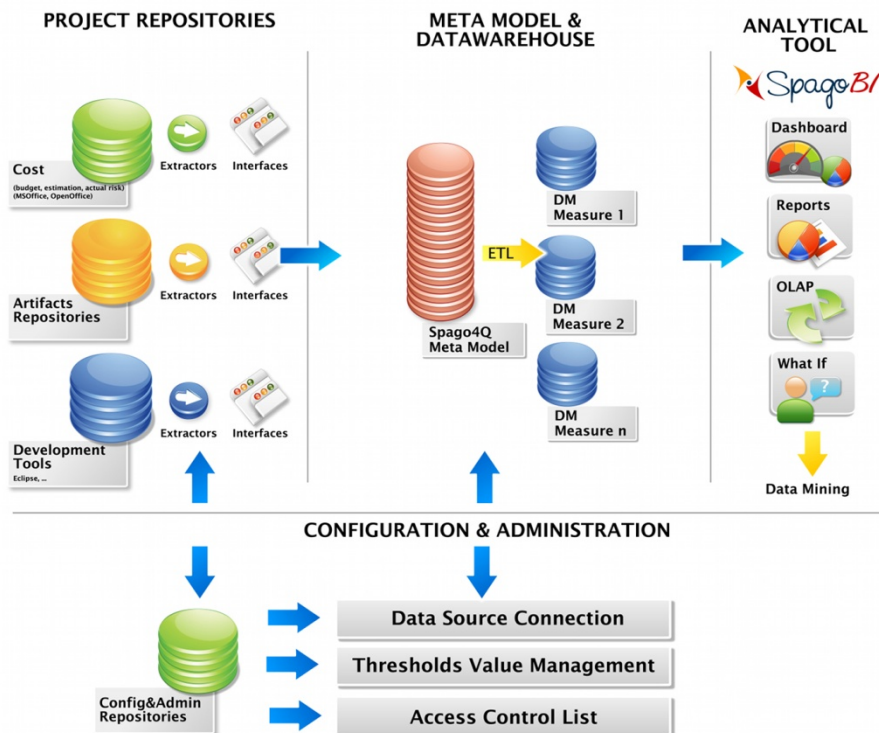 PROJECT REPOSITORIES
META MODEL &
DATAWAREHOUSE
ANALYTICAL
TOOL
SpagoBI
Cost
(budget, estimation, actual risk)
(MSOffice, OpenOffice)
Extractors
Interfaces
Artifacts
Repositories
Extractors
Interfaces
Development
Tools
Eclipse, ...
Extractors
Interfaces
Spago4Q
Meta Model
ETL
DM
Measure 1
DM
Measure 2
DM
Measure n
Dashboard
Reports
OLAP
What If
?
Data Mining
CONFIGURATION & ADMINISTRATION
Config&Admin
Repositories
Data Source Connection
Thresholds Value Management
Access Control List